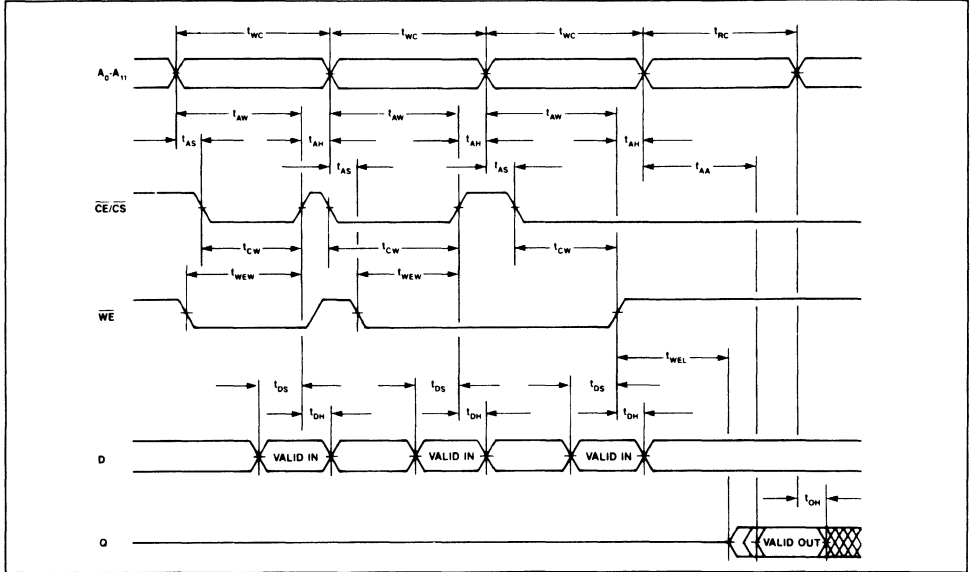 tWC tWC tWC tRC
A0-A11
tAW tAW tAW
tAS tAH tAH tAH
tAS tAS tAA
CE/CS
tCW tCW tCW
tWEW tWEW
WE
tWEL
tDS tDS tDS
tDH tDH tDH
D VALID IN VALID IN VALID IN
tOH
Q VALID OUT